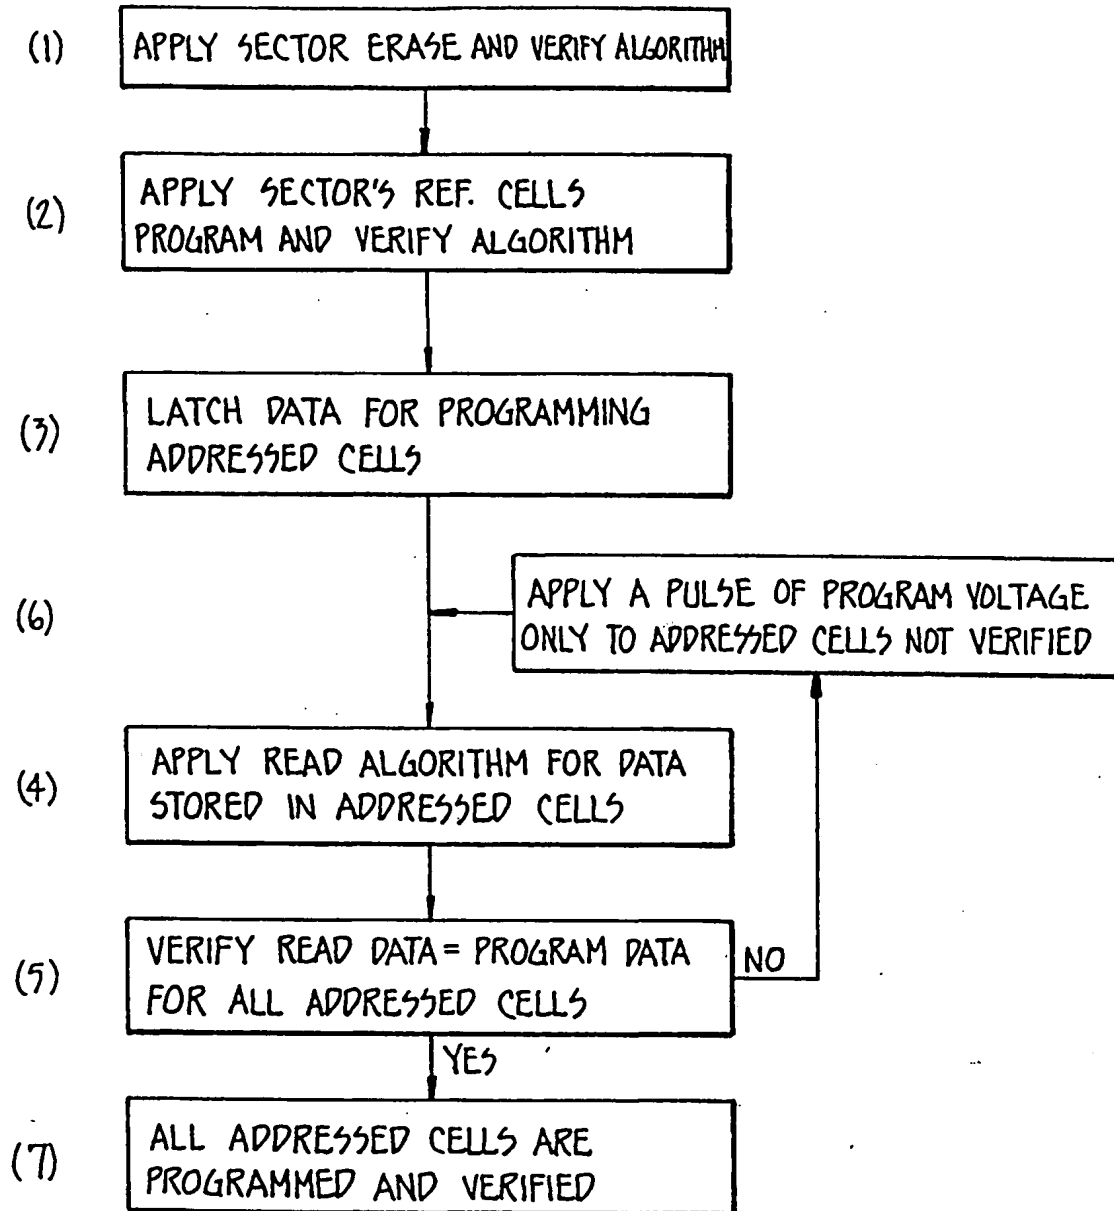 (1)
APPLY SECTOR ERASE AND VERIFY ALGORITHM
(2)
APPLY SECTOR'S REF. CELLS
PROGRAM AND VERIFY ALGORITHM
(3)
LATCH DATA FOR PROGRAMMING
ADDRESSED CELLS
(6)
APPLY A PULSE OF PROGRAM VOLTAGE
ONLY TO ADDRESSED CELLS NOT VERIFIED
(4)
APPLY READ ALGORITHM FOR DATA
STORED IN ADDRESSED CELLS
(5)
VERIFY READ DATA = PROGRAM DATA
FOR ALL ADDRESSED CELLS
NO
YES
(7)
ALL ADDRESSED CELLS ARE
PROGRAMMED AND VERIFIED